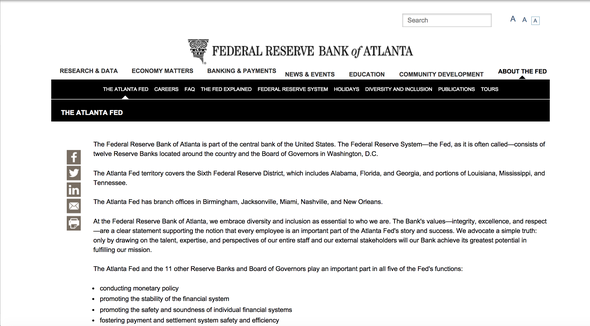 Search
A A A
FEDERAL RESERVE BANK of ATLANTA
RESEARCH & DATA ECONOMY MATTERS BANKING & PAYMENTS NEWS & EVENTS EDUCATION COMMUNITY DEVELOPMENT ABOUT THE FED
THE ATLANTA FED CAREERS FAQ THE FED EXPLAINED FEDERAL RESERVE SYSTEM HOLIDAYS DIVERSITY AND INCLUSION PUBLICATIONS TOURS
THE ATLANTA FED
The Federal Reserve Bank of Atlanta is part of the central bank of the United States. The Federal Reserve System—the Fed, as it is often called—consists of
twelve Reserve Banks located around the country and the Board of Governors in Washington, D.C.
The Atlanta Fed territory covers the Sixth Federal Reserve District, which includes Alabama, Florida, and Georgia, and portions of Louisiana, Mississippi, and
Tennessee.
The Atlanta Fed has branch offices in Birmingham, Jacksonville, Miami, Nashville, and New Orleans.
At the Federal Reserve Bank of Atlanta, we embrace diversity and inclusion as essential to who we are. The Bank's values—integrity, excellence, and respect
—are a clear statement supporting the notion that every employee is an important part of the Atlanta Fed's story and success. We advocate a simple truth:
only by drawing on the talent, expertise, and perspectives of our entire staff and our external stakeholders will our Bank achieve its greatest potential in
fulfilling our mission.
The Atlanta Fed and the 11 other Reserve Banks and Board of Governors play an important part in all five of the Fed's functions:
• conducting monetary policy
• promoting the stability of the financial system
• promoting the safety and soundness of individual financial systems
• fostering payment and settlement system safety and efficiency